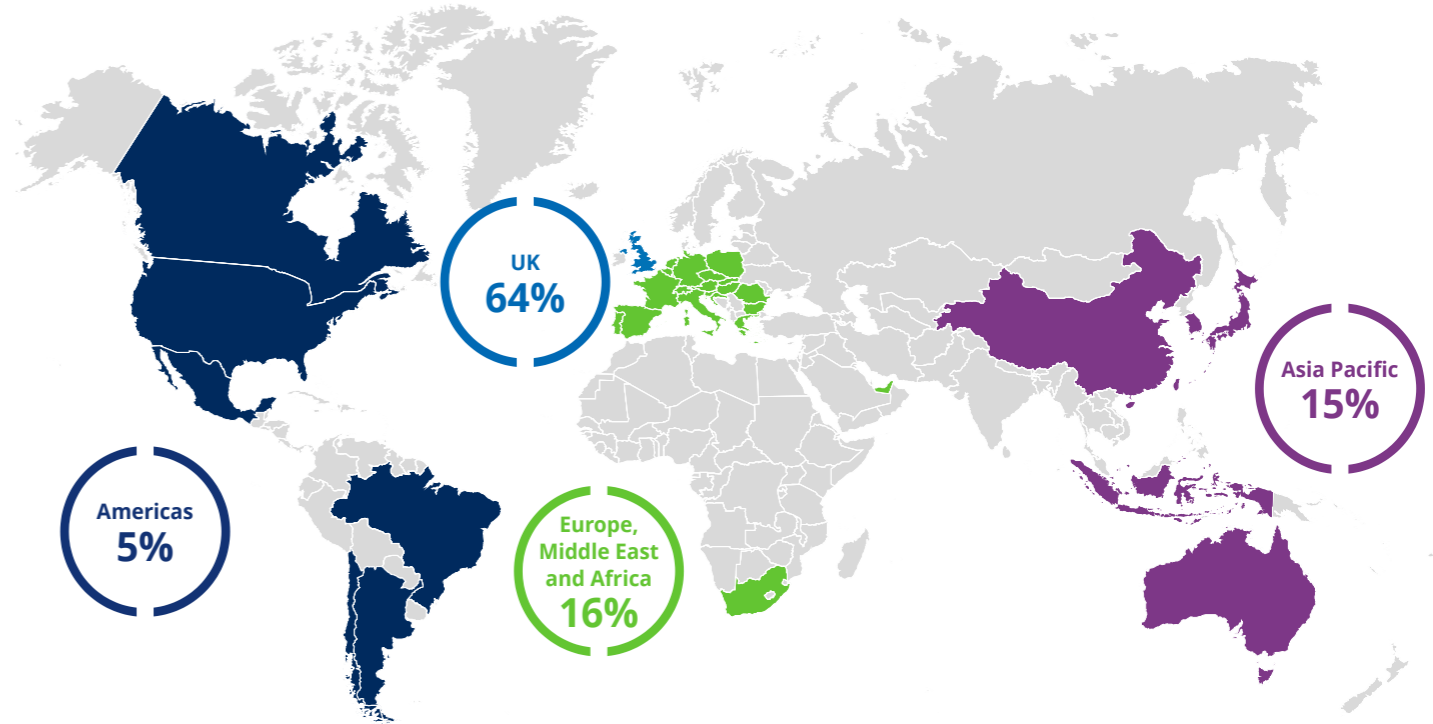 UK
64%
Asia Pacific
15%
Americas
5%
Europe,
Middle East
and Africa
16%